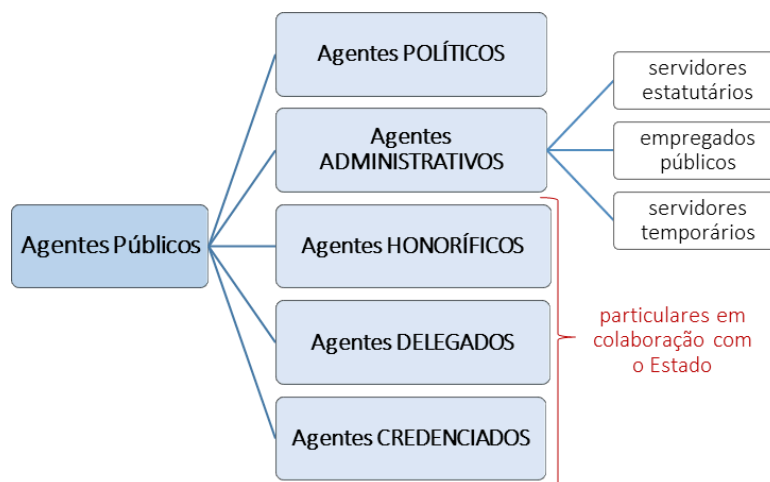 Agentes Públicos
Agentes POLÍTICOS
Agentes
ADMINISTRATIVOS
servidores
estatutários
empregados
públicos
servidores
temporários
Agentes HONORÍFICOS
Agentes DELEGADOS
Agentes CREDENCIADOS
particulares em
colaboração com
o Estado